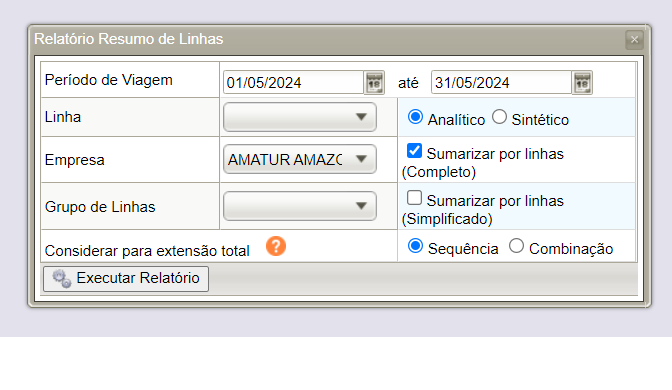 Relatório Resumo de Linhas
Período de Viagem 01/05/2024 até 31/05/2024
Linha Analítico Sintético
Empresa AMATUR AMAZC Sumarizar por linhas
(Completo)
Grupo de Linhas Sumarizar por linhas
(Simplificado)
Considerar para extensão total ? Sequência Combinação
Executar Relatório